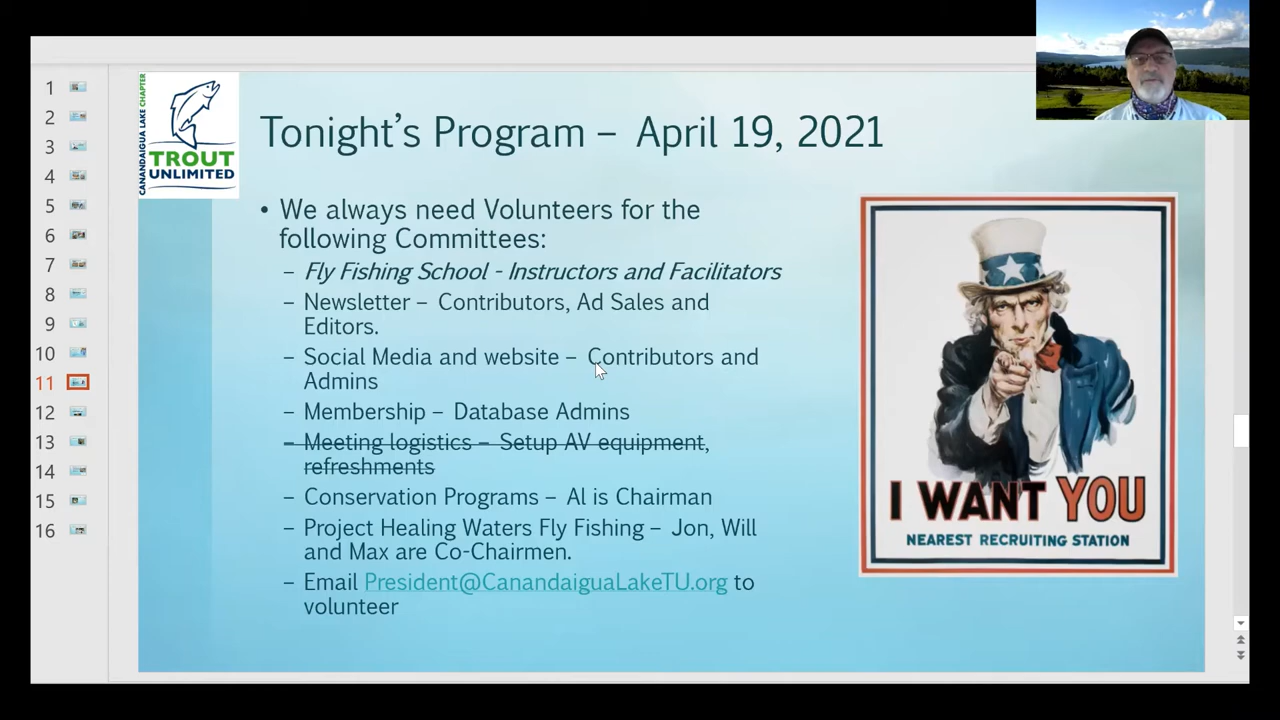 1
2
3
4
5
6
7
8
9
10
11
12
13
14
15
16
CANANDAIGUA LAKE CHAPTER
TROUT
UNLIMITED
Tonight's Program – April 19, 2021
• We always need Volunteers for the
following Committees:
– Fly Fishing School - Instructors and Facilitators
– Newsletter – Contributors, Ad Sales and
Editors.
– Social Media and website – Contributors and
Admins
– Membership – Database Admins
– Meeting logistics – Setup AV equipment,
refreshments
– Conservation Programs – Al is Chairman
– Project Healing Waters Fly Fishing – Jon, Will
and Max are Co-Chairmen.
– Email President@CanandaiguaLakeTU.org to
volunteer
I WANT YOU
NEAREST RECRUITING STATION